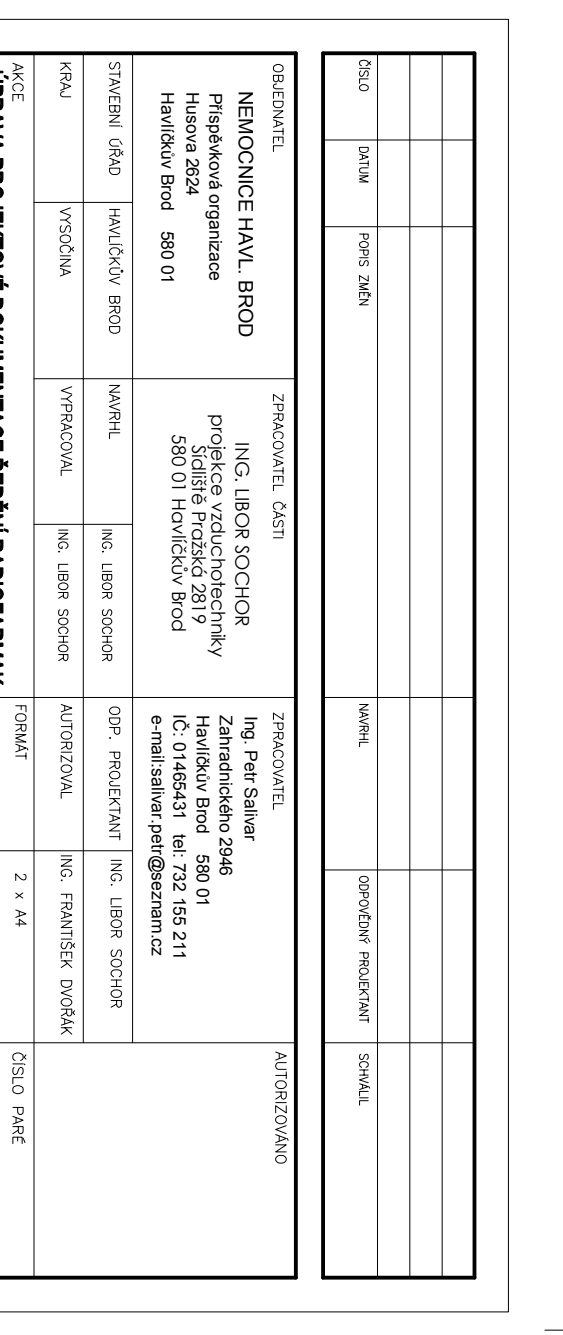 ČÍSLO DATUM POPIS ZMĚN NAVRHL ODPOVĚDNÝ PROJEKTANT SCHVÁLIL
OBJEDNATEL
NEMOCNICE HAVL. BROD
Příspěvková organizace
Husova 2624
Havlíčkův Brod 580 01
ZPRACOVATEL ČÁSTI
ING. LIBOR SOCHOR
projekce vzduchotechniky
Sídliště Pražská 2819
580 01 Havlíčkův Brod
ZPRACOVATEL
Ing. Petr Salivar
Zahradnického 2946
Havlíčkův Brod 580 01
IČ: 01465431 tel: 732 155 211
e-mail:salivar.petr@seznam.cz
AUTORIZOVÁNO
STAVEBNÍ ÚŘAD HAVLÍČKŮV BROD NAVRHL ING. LIBOR SOCHOR ODP. PROJEKTANT ING. LIBOR SOCHOR
KRAJ VYSOČINA VYPRACOVAL ING. LIBOR SOCHOR AUTORIZOVAL ING. FRANTIŠEK DVOŘÁK
AKCE FORMÁT 2 x A4 ČÍSLO PARÉ